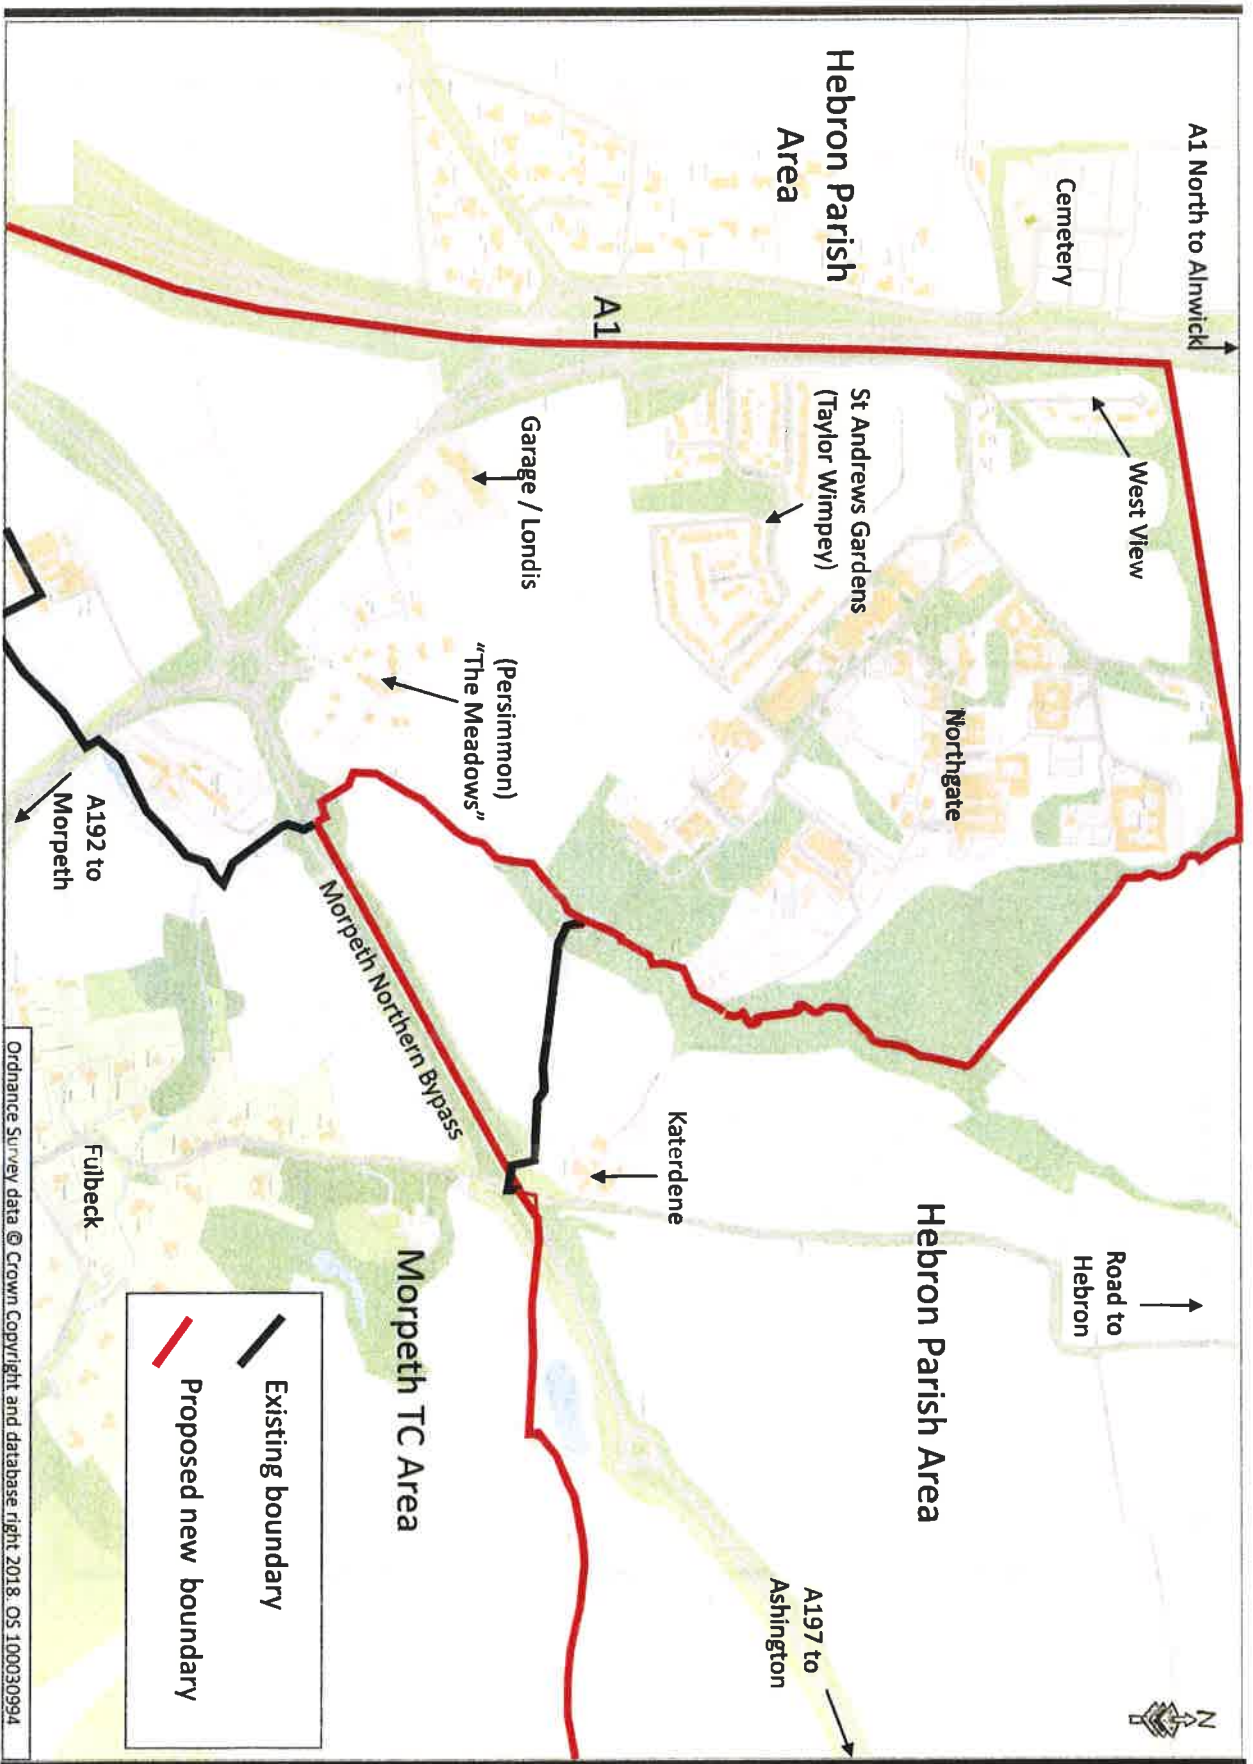 A1 North to Alnwick
Cemetery
Hebron Parish
Area
A1
West View
St Andrews Gardens
(Taylor Wimpey)
Garage / Londis
Northgate
(Persimmon)
"The Meadows"
A192 to
Morpeth
Morpeth Northern Bypass
Katerdene
Fulbeck
Hebron Parish Area
Road to
Hebron
Morpeth TC Area
A197 to
Ashington
N
Existing boundary
Proposed new boundary
Ordnance Survey data © Crown Copyright and database right 2018. OS 100030994